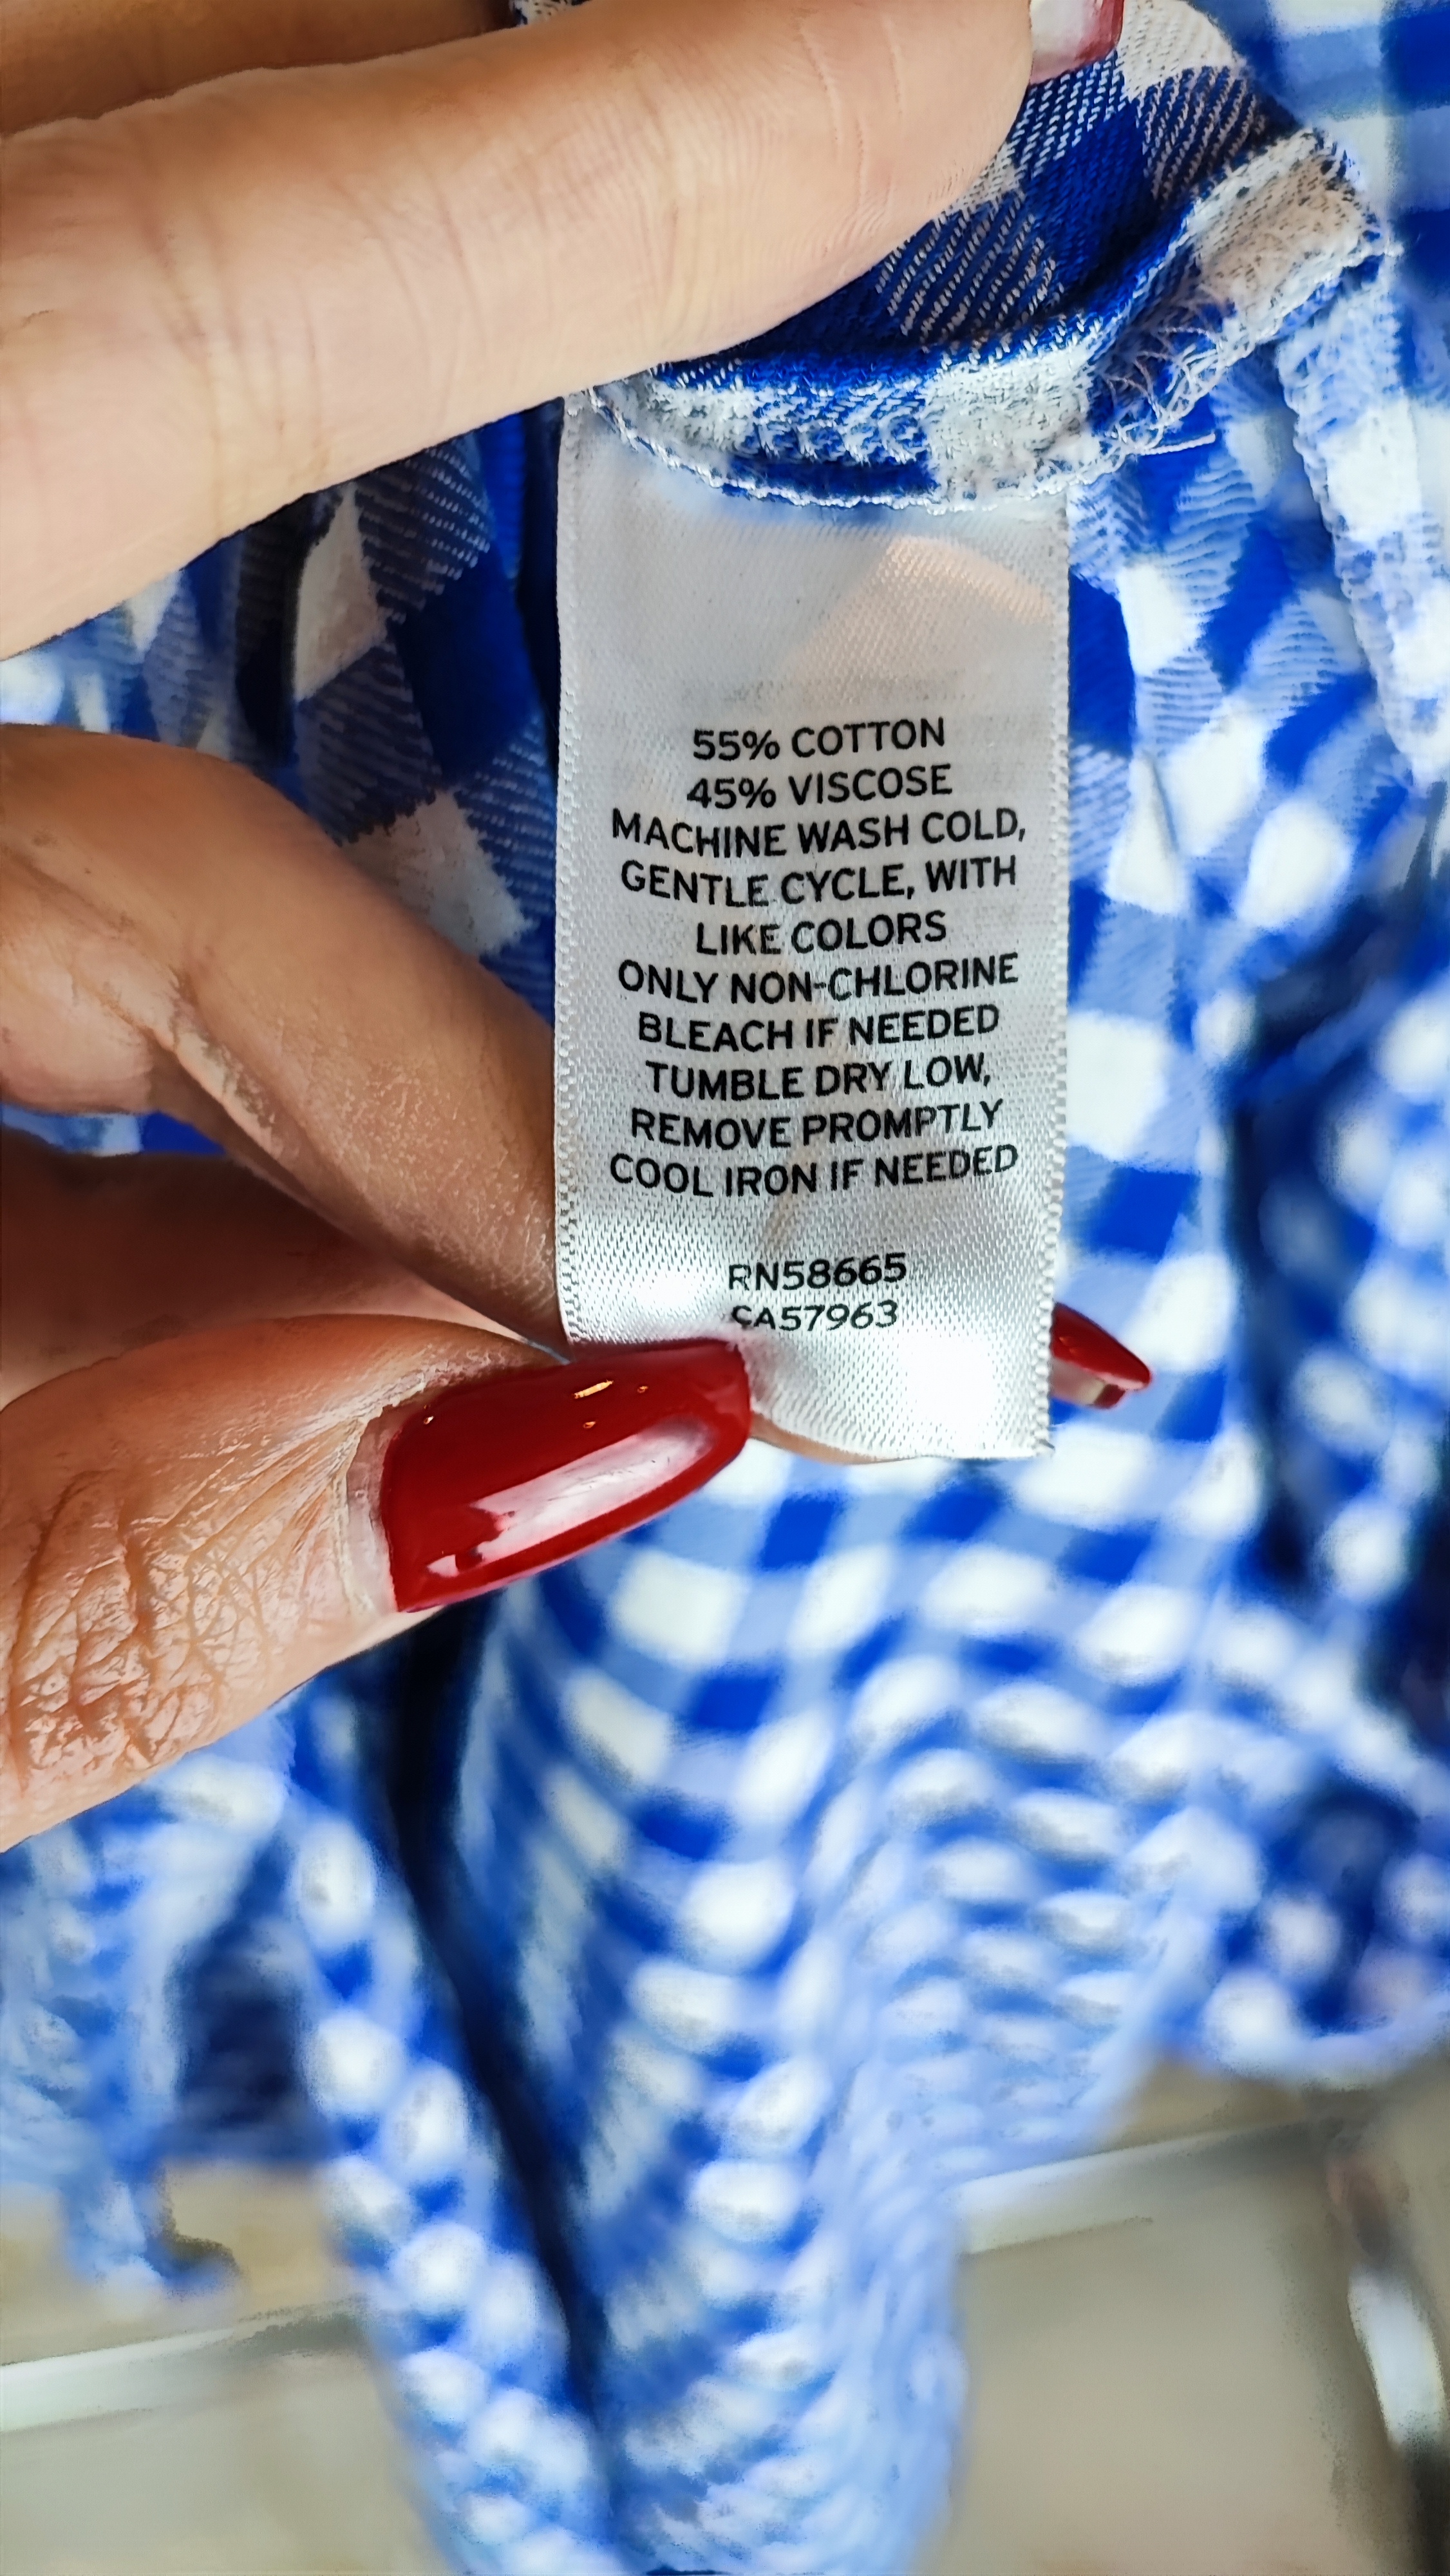 55% COTTON
45% VISCOSE
MACHINE WASH COLD,
GENTLE CYCLE, WITH
LIKE COLORS
ONLY NON-CHLORINE
BLEACH IF NEEDED
TUMBLE DRY LOW,
REMOVE PROMPTLY
COOL IRON IF NEEDED
RN58665
CA57963